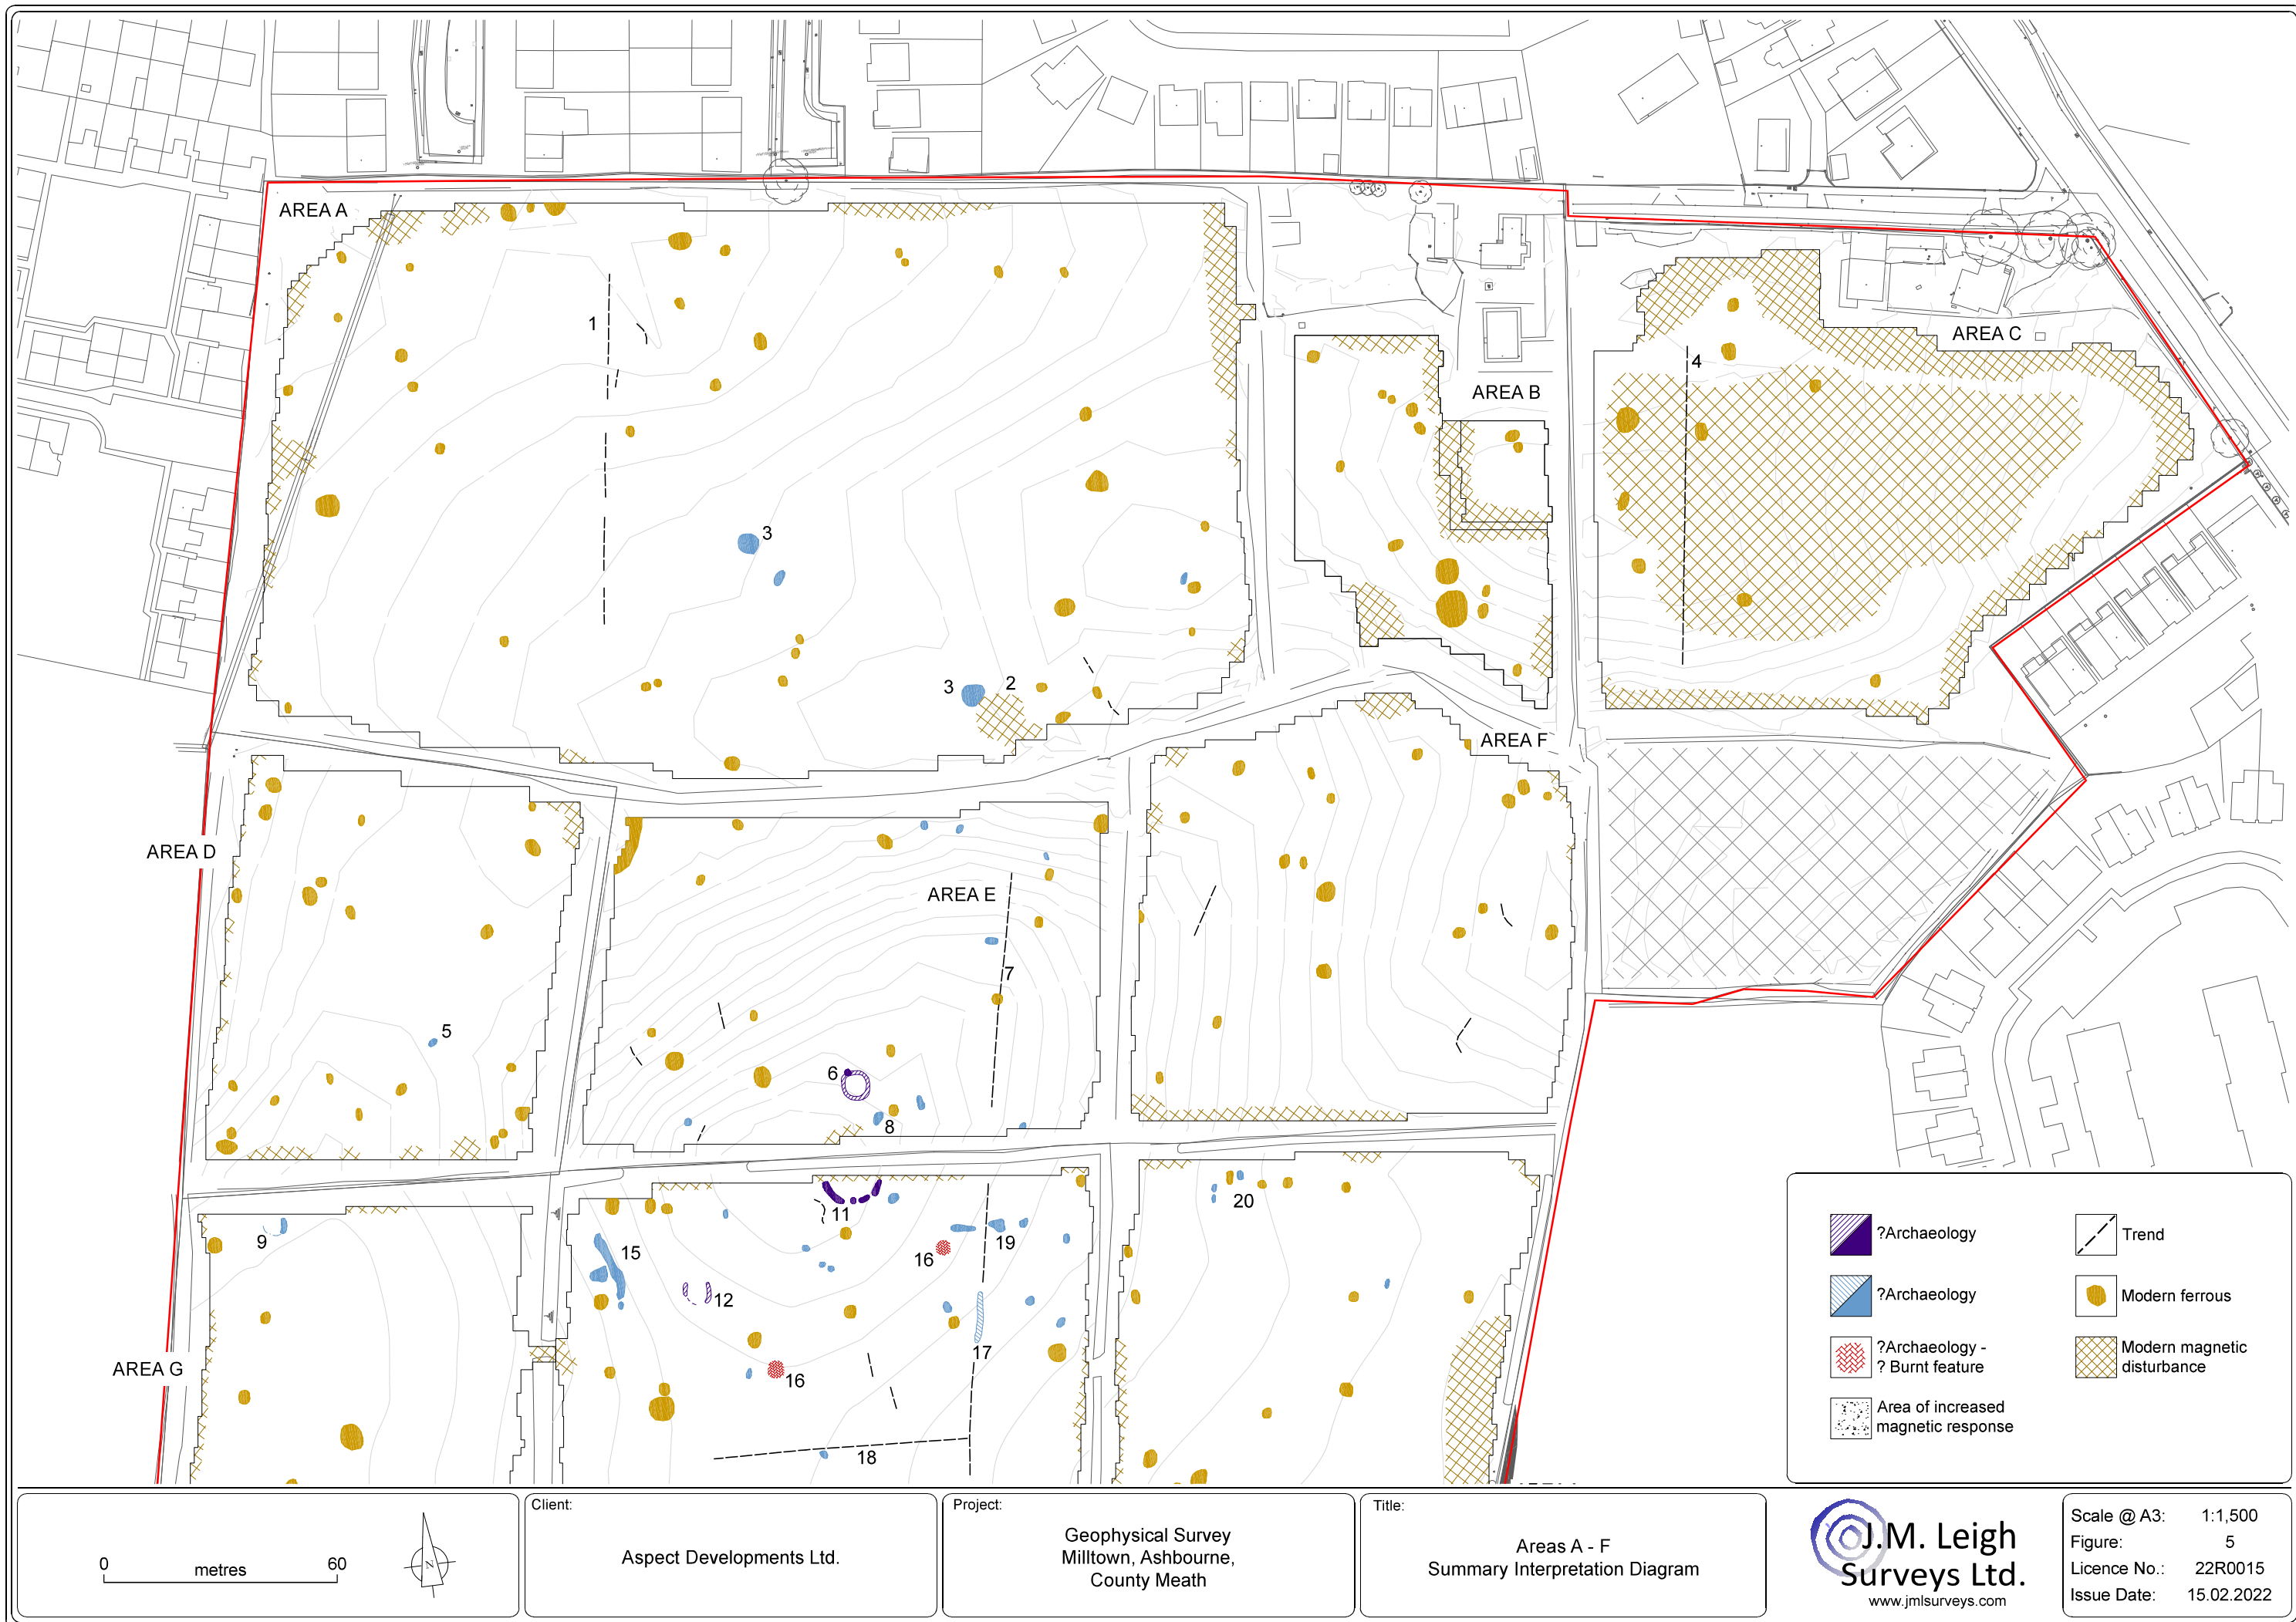 AREA A
1
AREA C
4
AREA B
3
3
2
AREA F
AREA D
AREA E
7
5
6
8
20
11
9
15
19
16
12
17
16
AREA G
18
?Archaeology
Trend
?Archaeology
Modern ferrous
?Archaeology -
? Burnt feature
Modern magnetic
disturbance
Area of increased
magnetic response
0
metres
60
N
Client:
Aspect Developments Ltd.
Project:
Geophysical Survey
Milltown, Ashbourne,
County Meath
Title:
Areas A - F
Summary Interpretation Diagram
J.M. Leigh
Surveys Ltd.
www.jmlsurveys.com
Scale @ A3: 1:1,500
Figure: 5
Licence No.: 22R0015
Issue Date: 15.02.2022